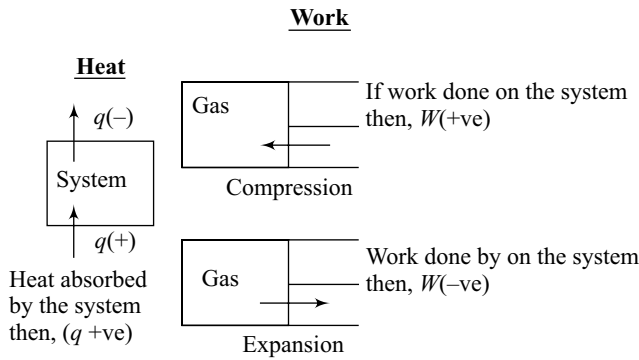 Work
Heat
q(–)
System
q(+)
Heat absorbed
by the system
then, (q +ve)
Gas
If work done on the system
then, W(+ve)
Compression
Gas
Work done by on the system
then, W(–ve)
Expansion